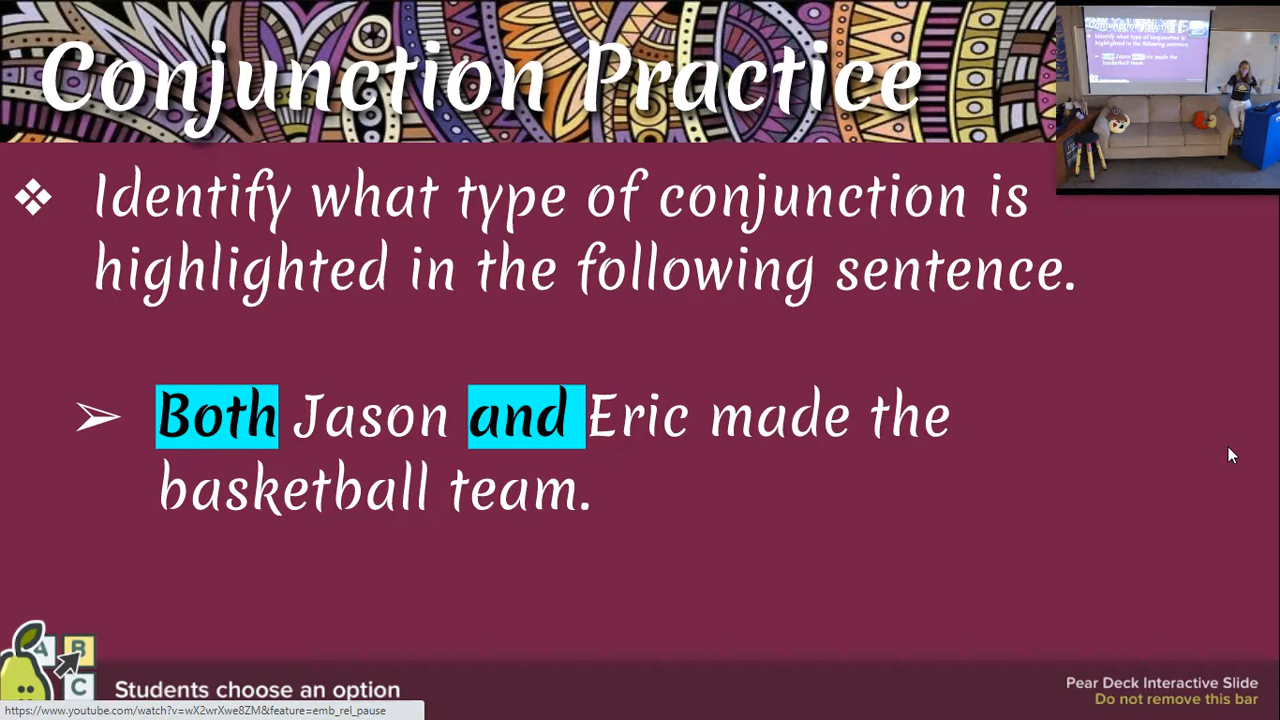 Conjunction Practice
Identify what type of conjunction is
highlighted in the following sentence.
Both Jason and Eric made the
basketball team.
A B
C
Students choose an option
Pear Deck Interactive Slide
Do not remove this bar
https://www.youtube.com/watch?v=wX2wrXwe8ZM&feature=emb_rel_pause